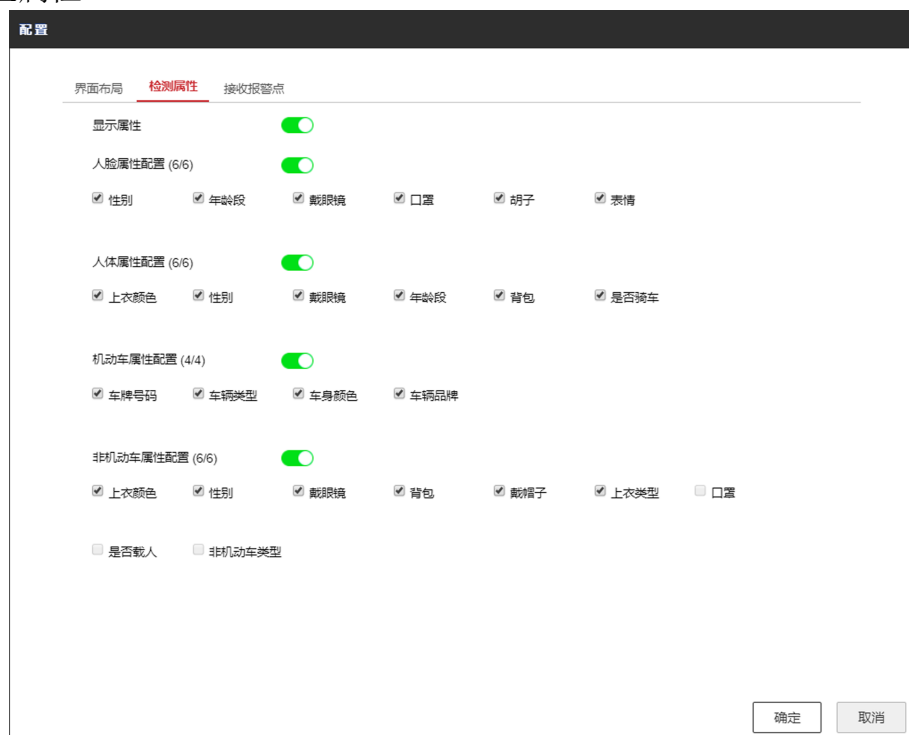 配置
界面布局 检测属性 接收报警点
显示属性
人脸属性配置 (6/6)
性别 年龄段 戴眼镜 口罩 胡子 表情
人体属性配置 (6/6)
上衣颜色 性别 戴眼镜 年龄段 背包 是否骑车
机动车属性配置 (4/4)
车牌号码 车辆类型 车身颜色 车辆品牌
非机动车属性配置 (6/6)
上衣颜色 性别 戴眼镜 背包 戴帽子 上衣类型 口罩
是否载人 非机动车类型
确定 取消